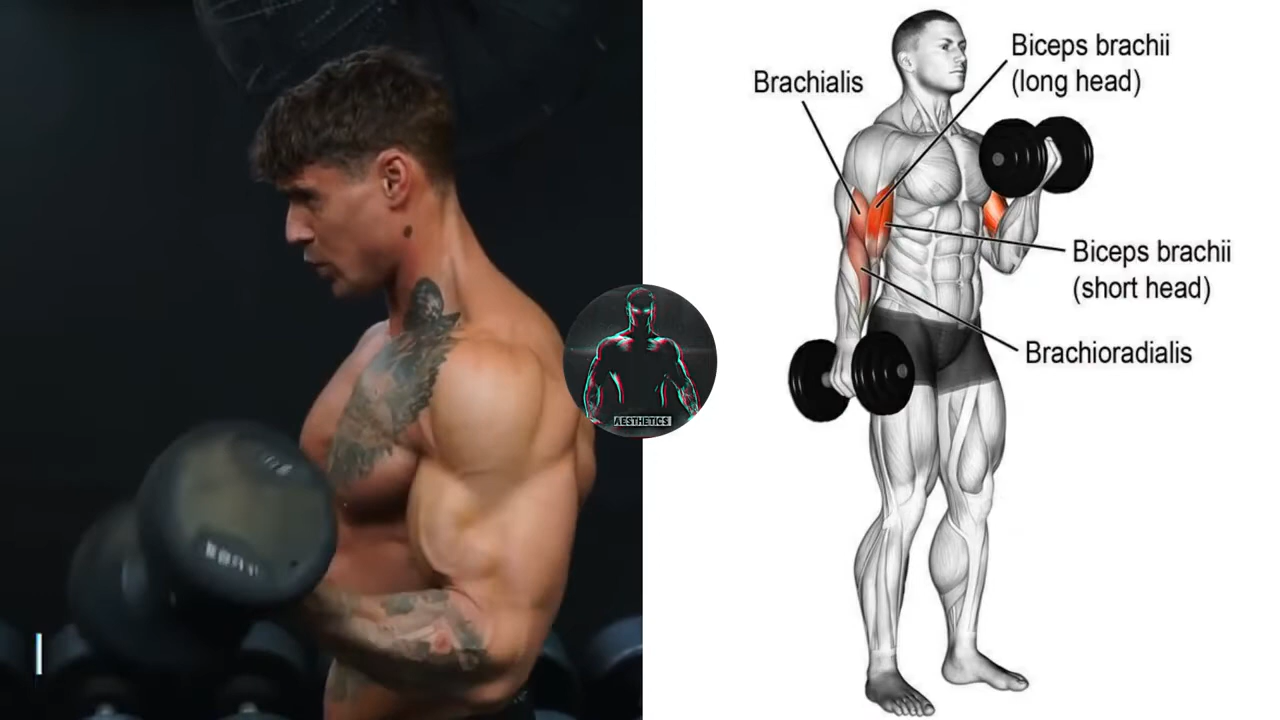 Brachialis
Biceps brachii
(long head)
Biceps brachii
(short head)
Brachioradialis
AESTHETICS